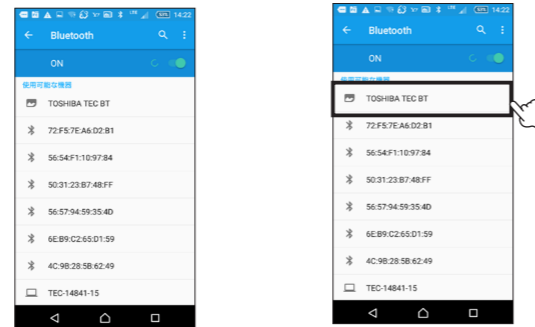 14:22
Bluetooth
ON
使用可能な機器
TOSHIBA TEC BT
72:F5:7E:A6:D2:B1
56:54:F1:10:97:84
50:31:23:B7:48:FF
56:57:94:59:35:4D
6E:B9:C2:65:D1:59
4C:9B:28:5B:62:49
TEC-14841-15
14:22
Bluetooth
ON
使用可能な機器
TOSHIBA TEC BT
72:F5:7E:A6:D2:B1
56:54:F1:10:97:84
50:31:23:B7:48:FF
56:57:94:59:35:4D
6E:B9:C2:65:D1:59
4C:9B:28:5B:62:49
TEC-14841-15